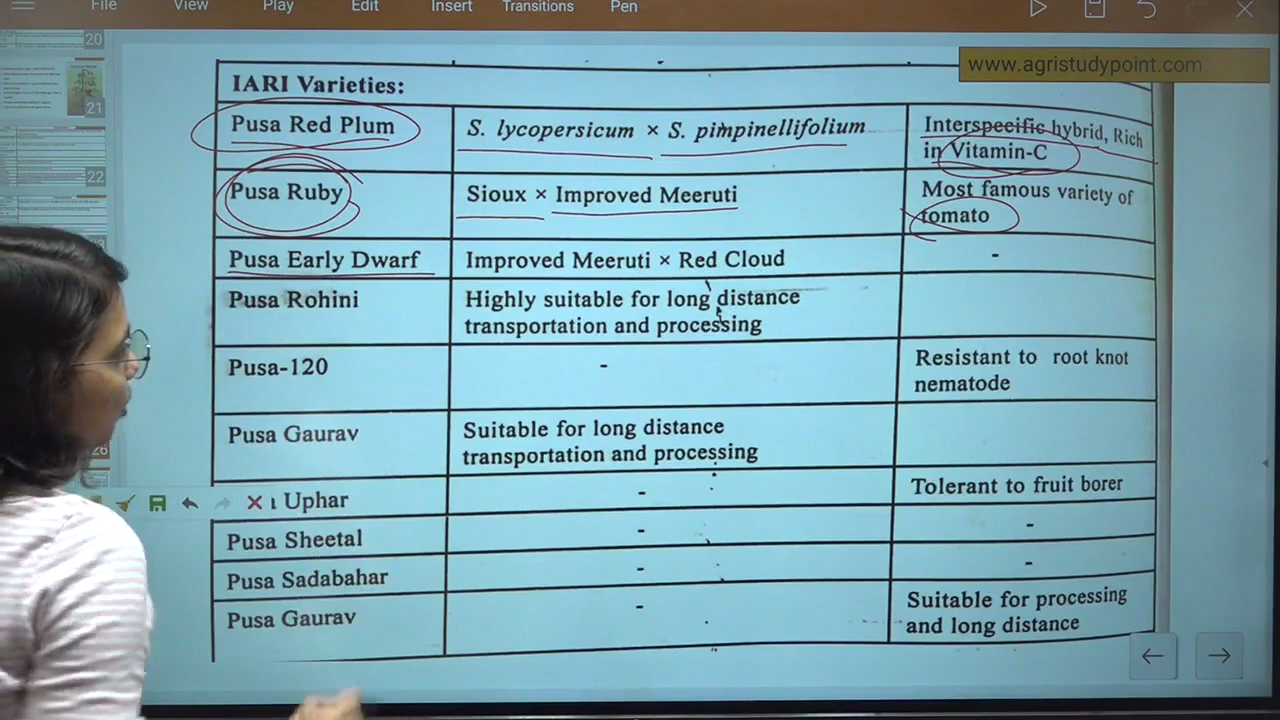 File View Play Edit Insert Transitions Pen
20
21
22
26
www.agristudypoint.com
IARI Varieties:
Pusa Red Plum
S. lycopersicum × S. pimpinellifolium
Interspecific hybrid, Rich
in Vitamin-C
Pusa Ruby
Sioux × Improved Meeruti
Most famous variety of
tomato
Pusa Early Dwarf
Improved Meeruti × Red Cloud
-
Pusa Rohini
Highly suitable for long distance
transportation and processing
Pusa-120
-
Resistant to root knot
nematode
Pusa Gaurav
Suitable for long distance
transportation and processing
Uphar
-
Tolerant to fruit borer
Pusa Sheetal
-
-
Pusa Sadabahar
-
-
Pusa Gaurav
-
Suitable for processing
and long distance